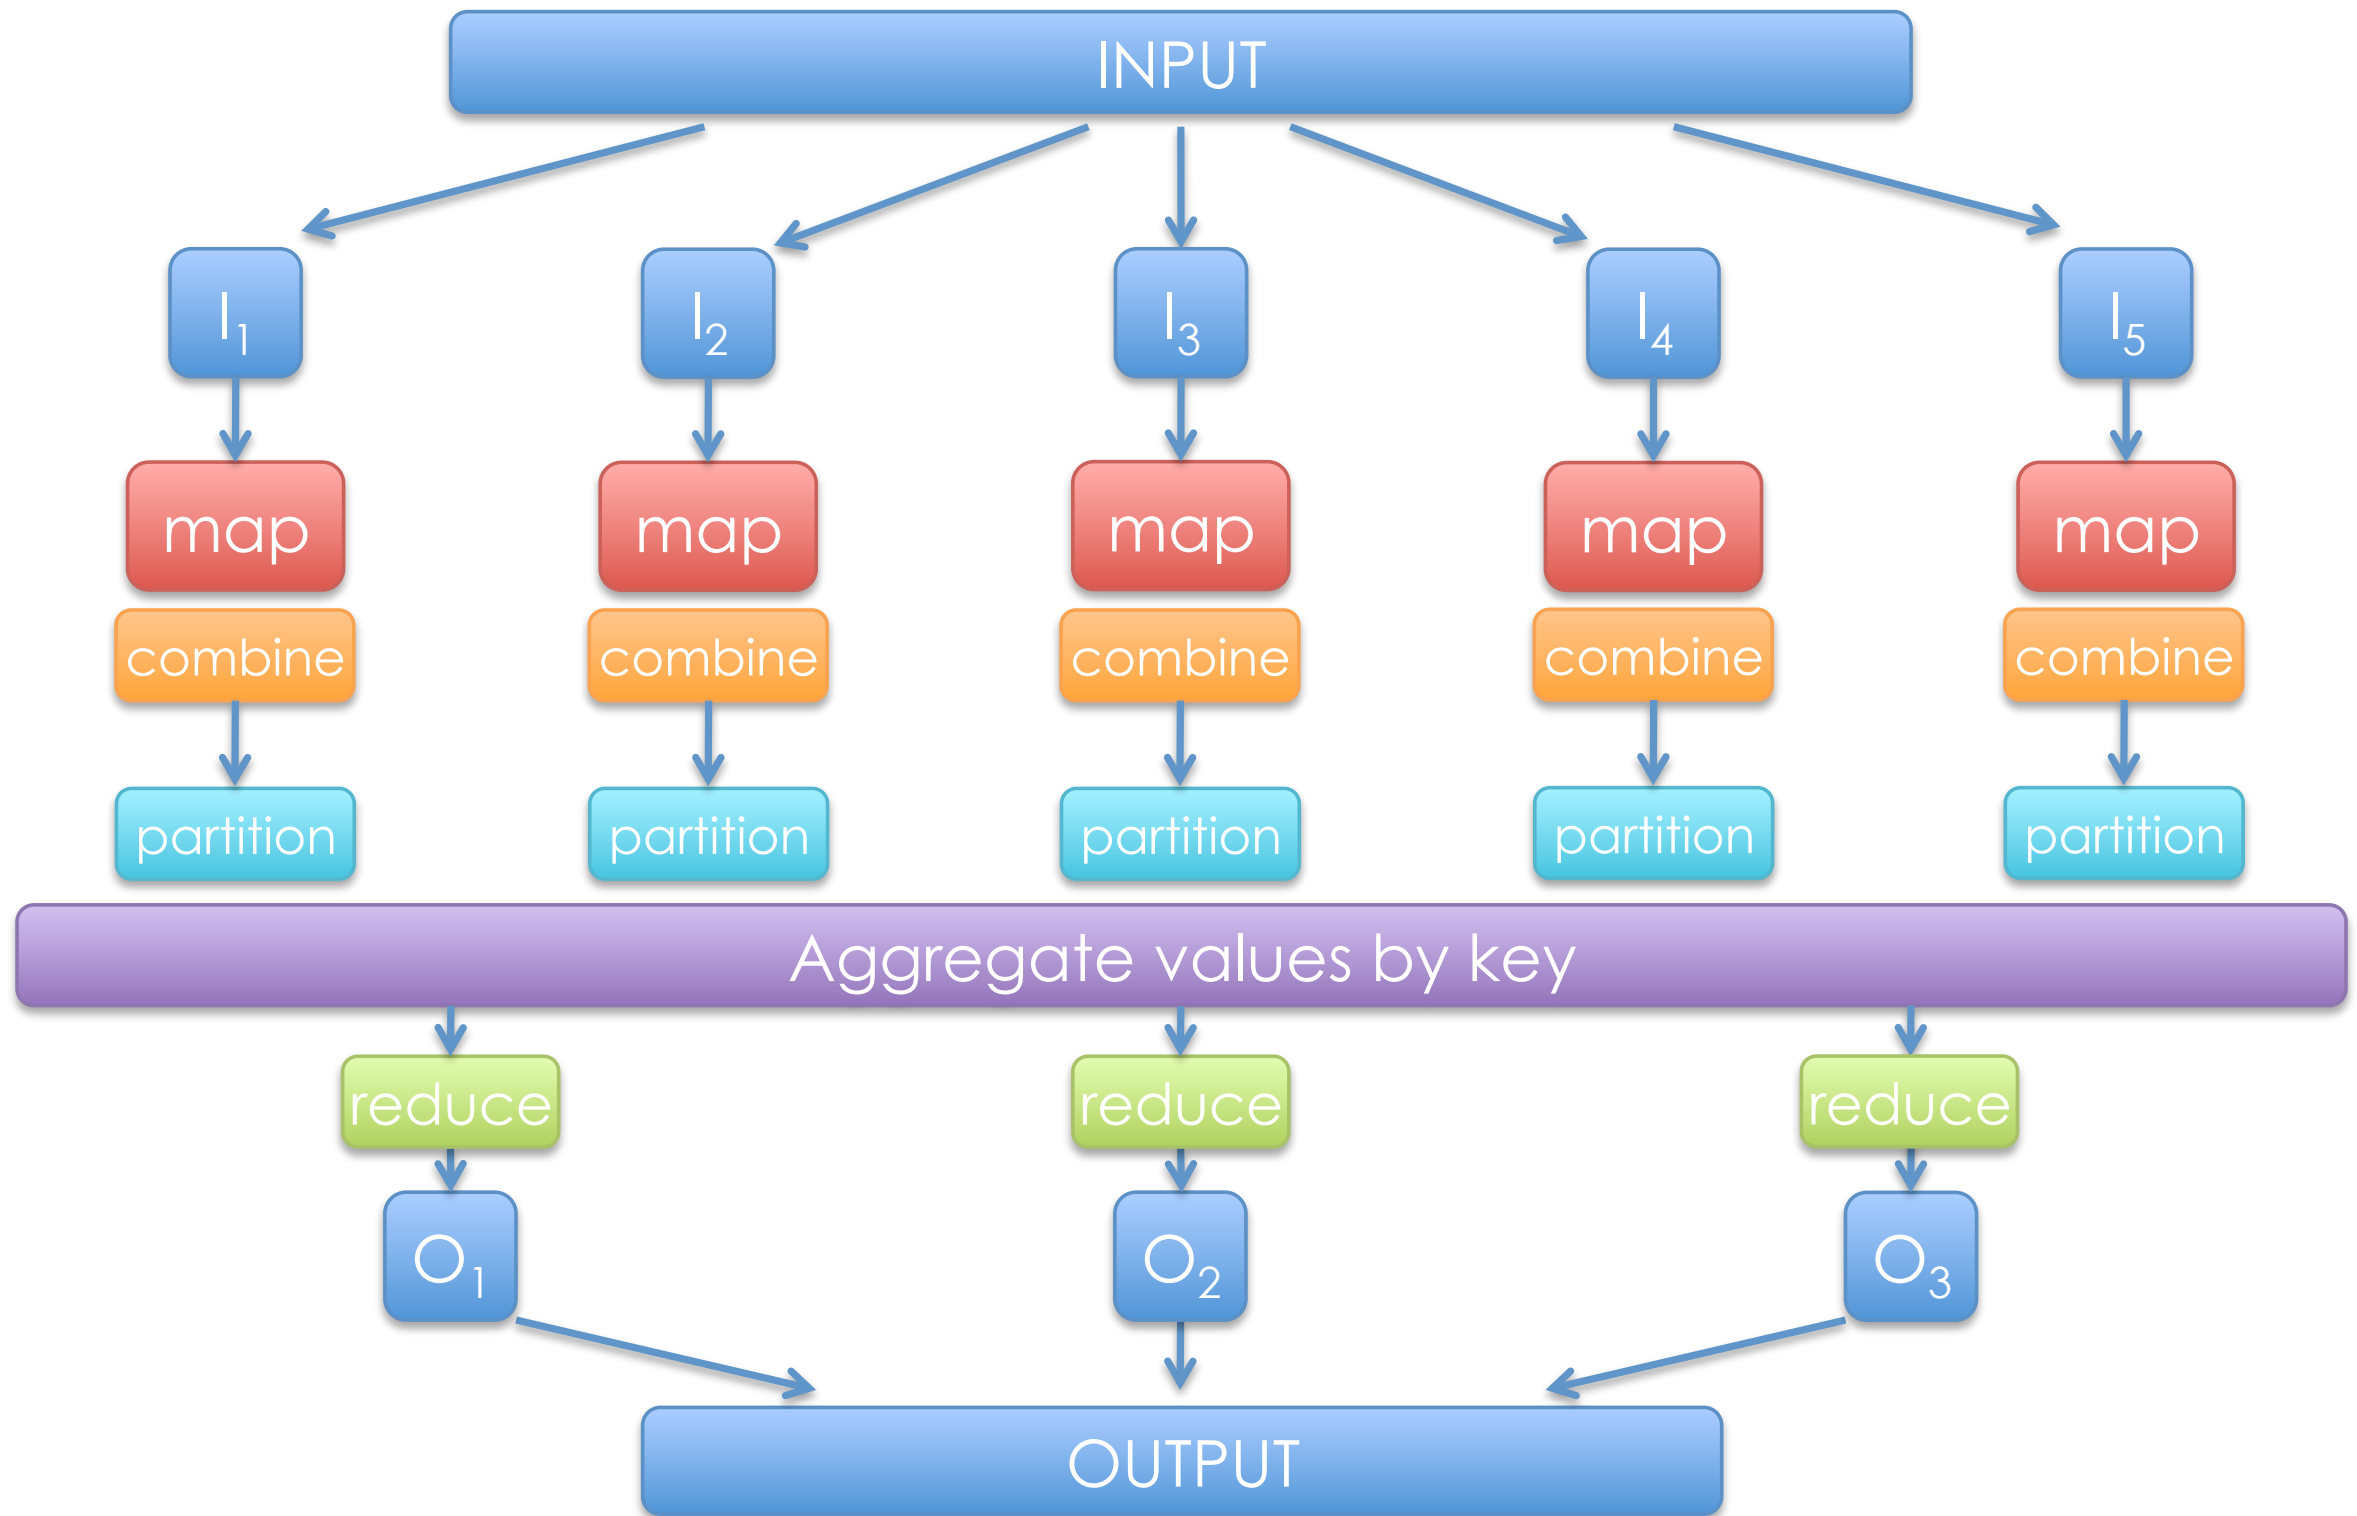 INPUT
I1 I2 I3 I4 I5
map map map map map
combine combine combine combine combine
partition partition partition partition partition
Aggregate values by key
reduce reduce reduce
O1 O2 O3
OUTPUT